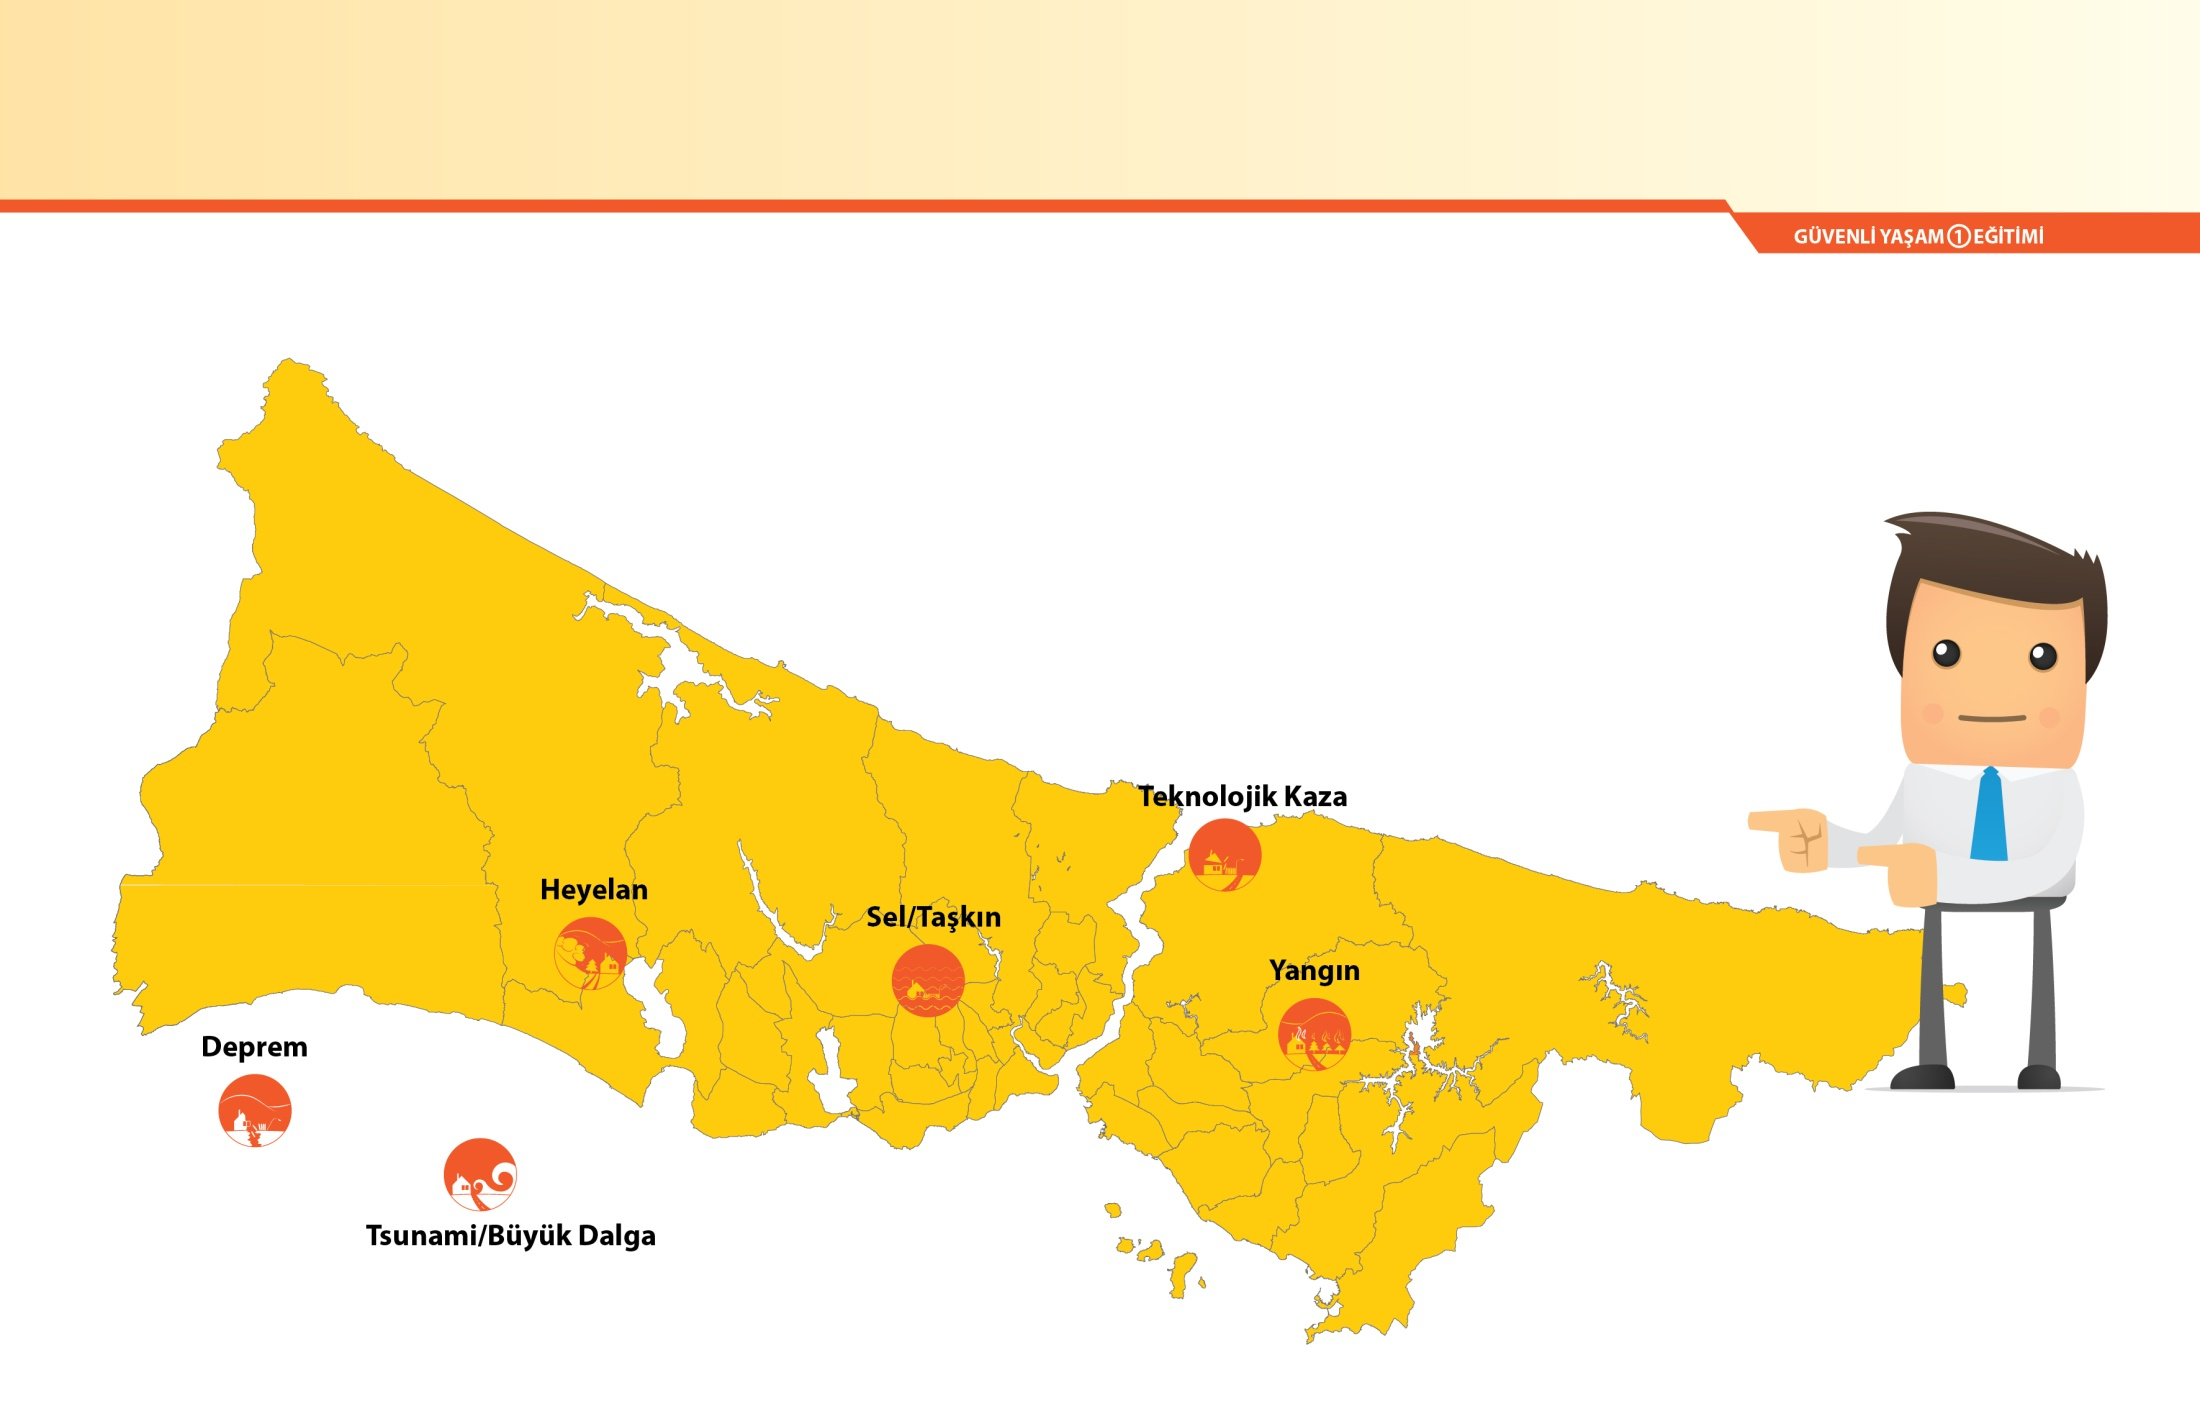 GÜVENLİ YAŞAM 1 EĞİTİMİ
Teknolojik Kaza
Heyelan
Sel/Taşkın
Yangın
Deprem
Tsunami/Büyük Dalga